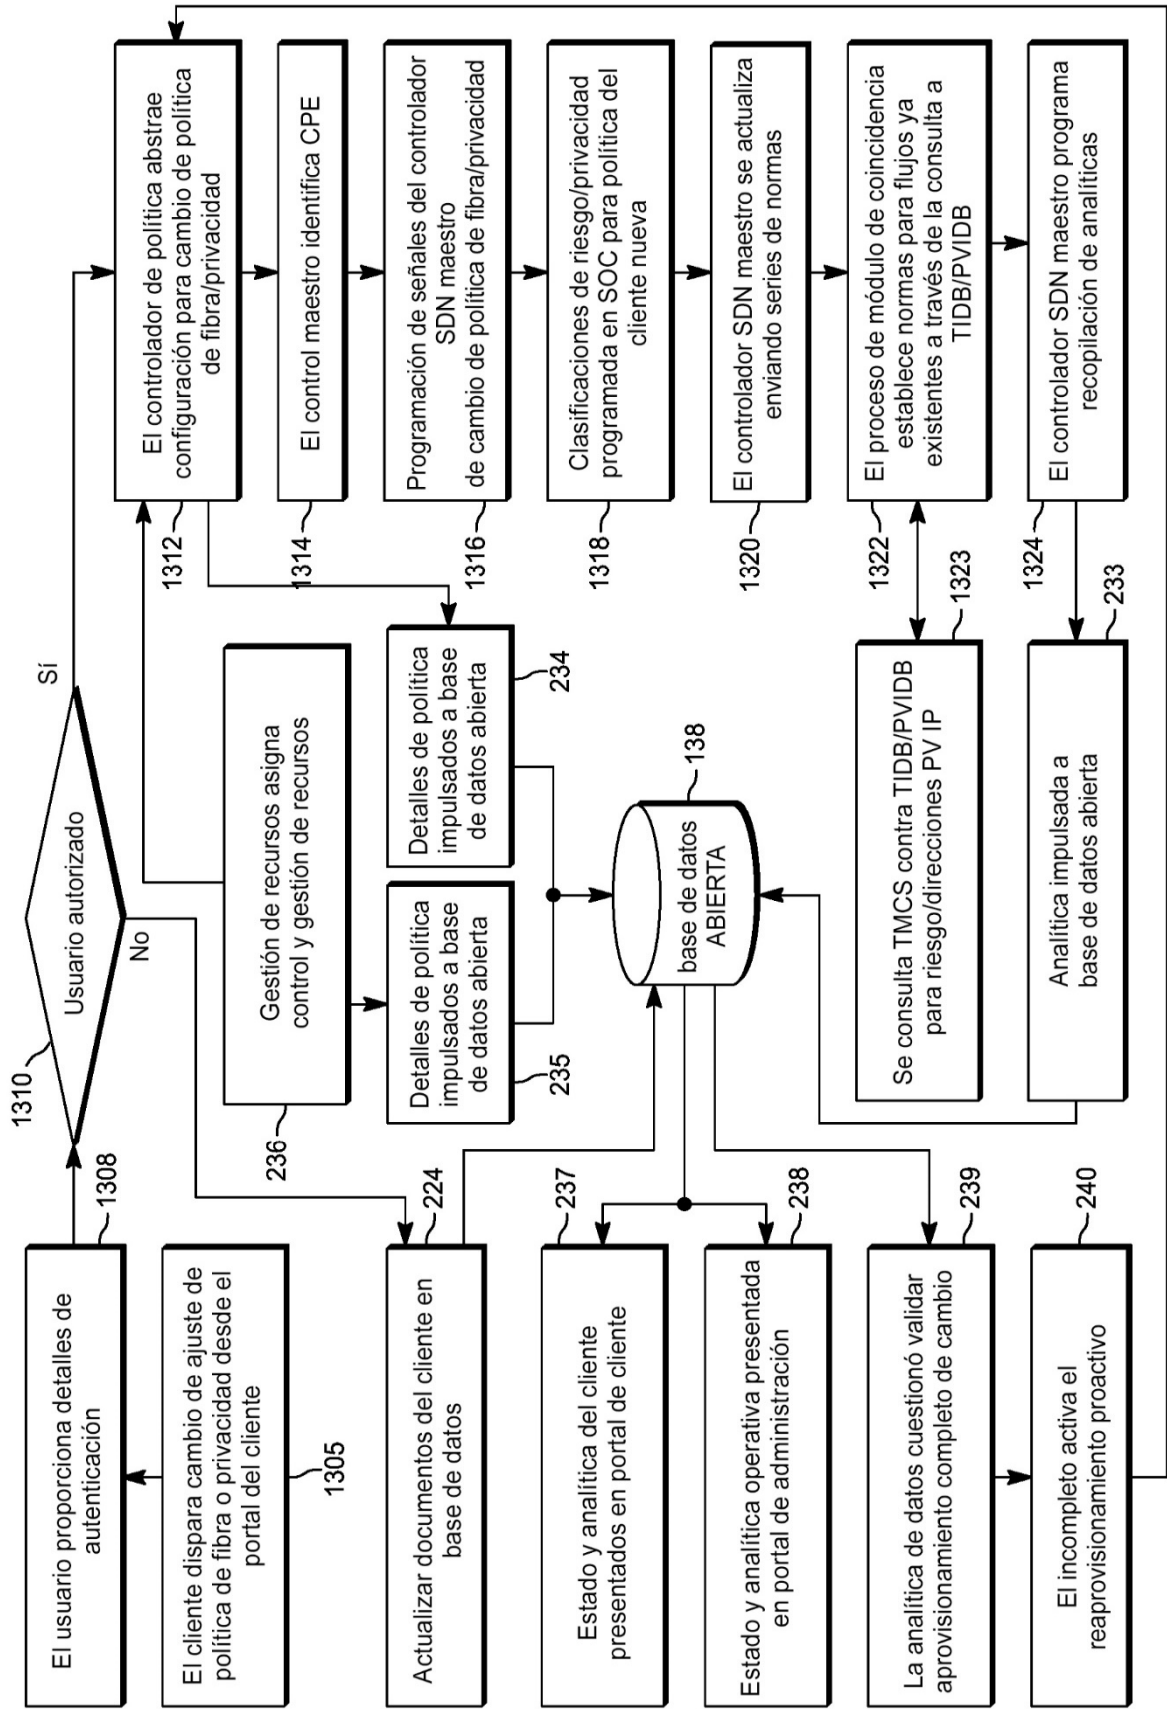 El usuario proporciona detalles de
autenticación
1308
El cliente dispara cambio de ajuste de
política de fibra o privacidad desde el
portal del cliente
1305
1310
Usuario autorizado
Sí
No
El controlador de política abstrae
configuración para cambio de política
de fibra/privacidad
1312
El control maestro identifica CPE
1314
Programación de señales del controlador
SDN maestro
de cambio de política de fibra/privacidad
1316
Clasificaciones de riesgo/privacidad
programada en SOC para política del
cliente nueva
1318
El controlador SDN maestro se actualiza
enviando series de normas
1320
El proceso de módulo de coincidencia
establece normas para flujos ya
existentes a través de la consulta a
TIDB/PVIDB
1322
El controlador SDN maestro programa
recopilación de analíticas
1324
Gestión de recursos asigna
control y gestión de recursos
236
Detalles de política
impulsados a base
de datos abierta
235
Detalles de política
impulsados a base
de datos abierta
234
base de datos
ABIERTA
138
Se consulta TMCS contra TIDB/PVIDB
para riesgo/direcciones PV IP
1323
Analítica impulsada a
base de datos abierta
233
Actualizar documentos del cliente en
base de datos
224
Estado y analítica del cliente
presentados en portal de cliente
237
Estado y analítica operativa presentada
en portal de administración
238
La analítica de datos cuestionó validar
aprovisionamiento completo de cambio
239
El incompleto activa el
reaprovisionamiento proactivo
240